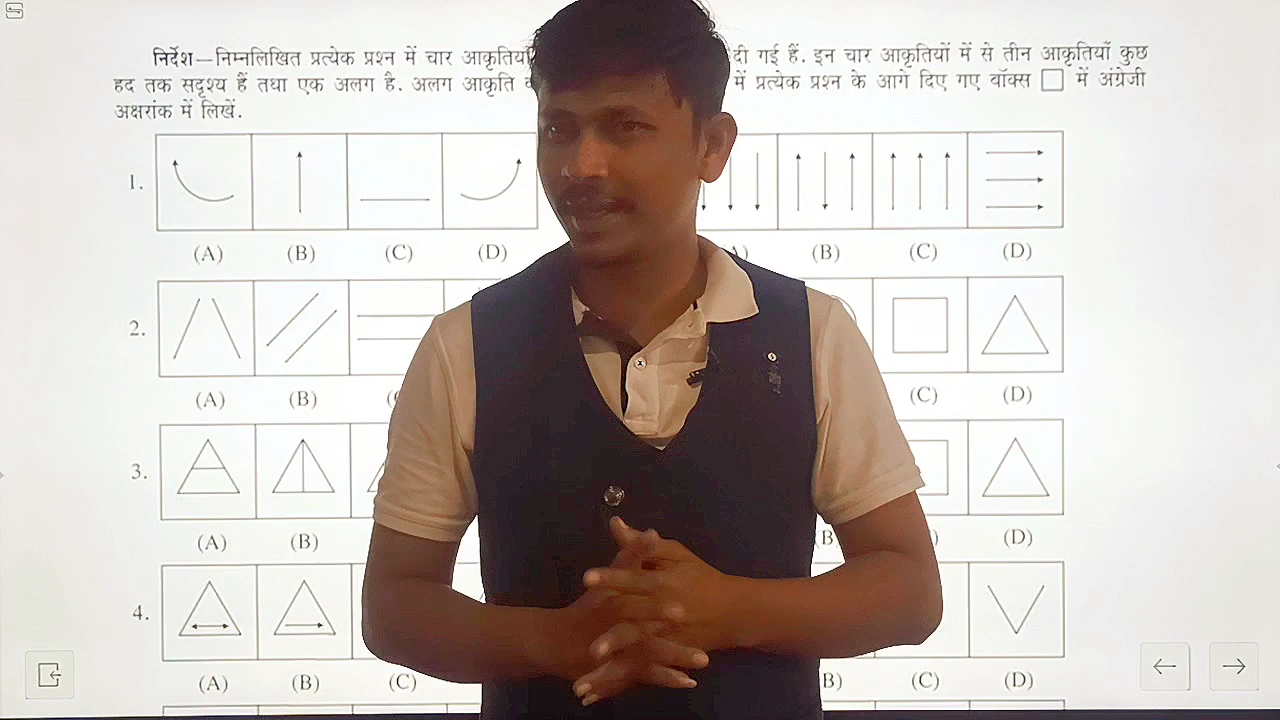 निर्देश—निम्नलिखित प्रत्येक प्रश्न में चार आकृतियाँ दी गई हैं. इन चार आकृतियों में से तीन आकृतियाँ कुछ
हद तक सदृश्य हैं तथा एक अलग है. अलग आकृति में प्रत्येक प्रश्न के आगे दिए गए बॉक्स में अंग्रेजी
अक्षरांक में लिखें.
1.
(A) (B) (C) (D) (B) (C) (D)
2.
(A) (B) (C) (D)
3.
(A) (B) (D)
4.
(A) (B) (C) (B) (C) (D)